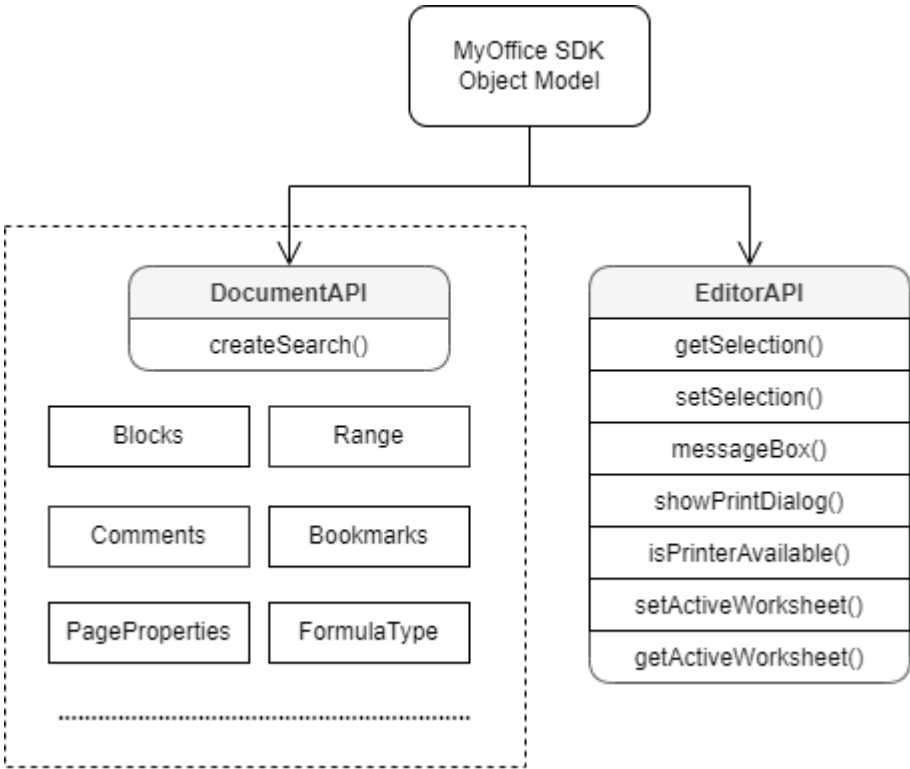 MyOffice SDK
Object Model
DocumentAPI
createSearch()
Blocks
Range
Comments
Bookmarks
PageProperties
FormulaType
EditorAPI
getSelection()
setSelection()
messageBox()
showPrintDialog()
isPrinterAvailable()
setActiveWorksheet()
getActiveWorksheet()